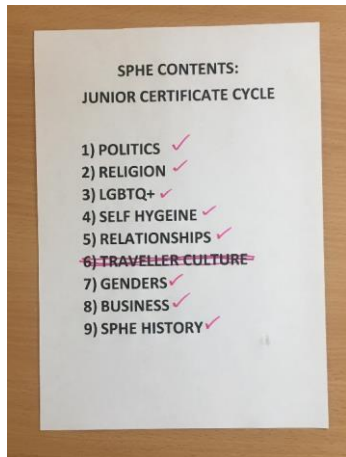 SPHE CONTENTS:
JUNIOR CERTIFICATE CYCLE
1) POLITICS
2) RELIGION
3) LGBTQ+
4) SELF HYGEINE
5) RELATIONSHIPS
6) TRAVELLER CULTURE
7) GENDERS
8) BUSINESS
9) SPHE HISTORY